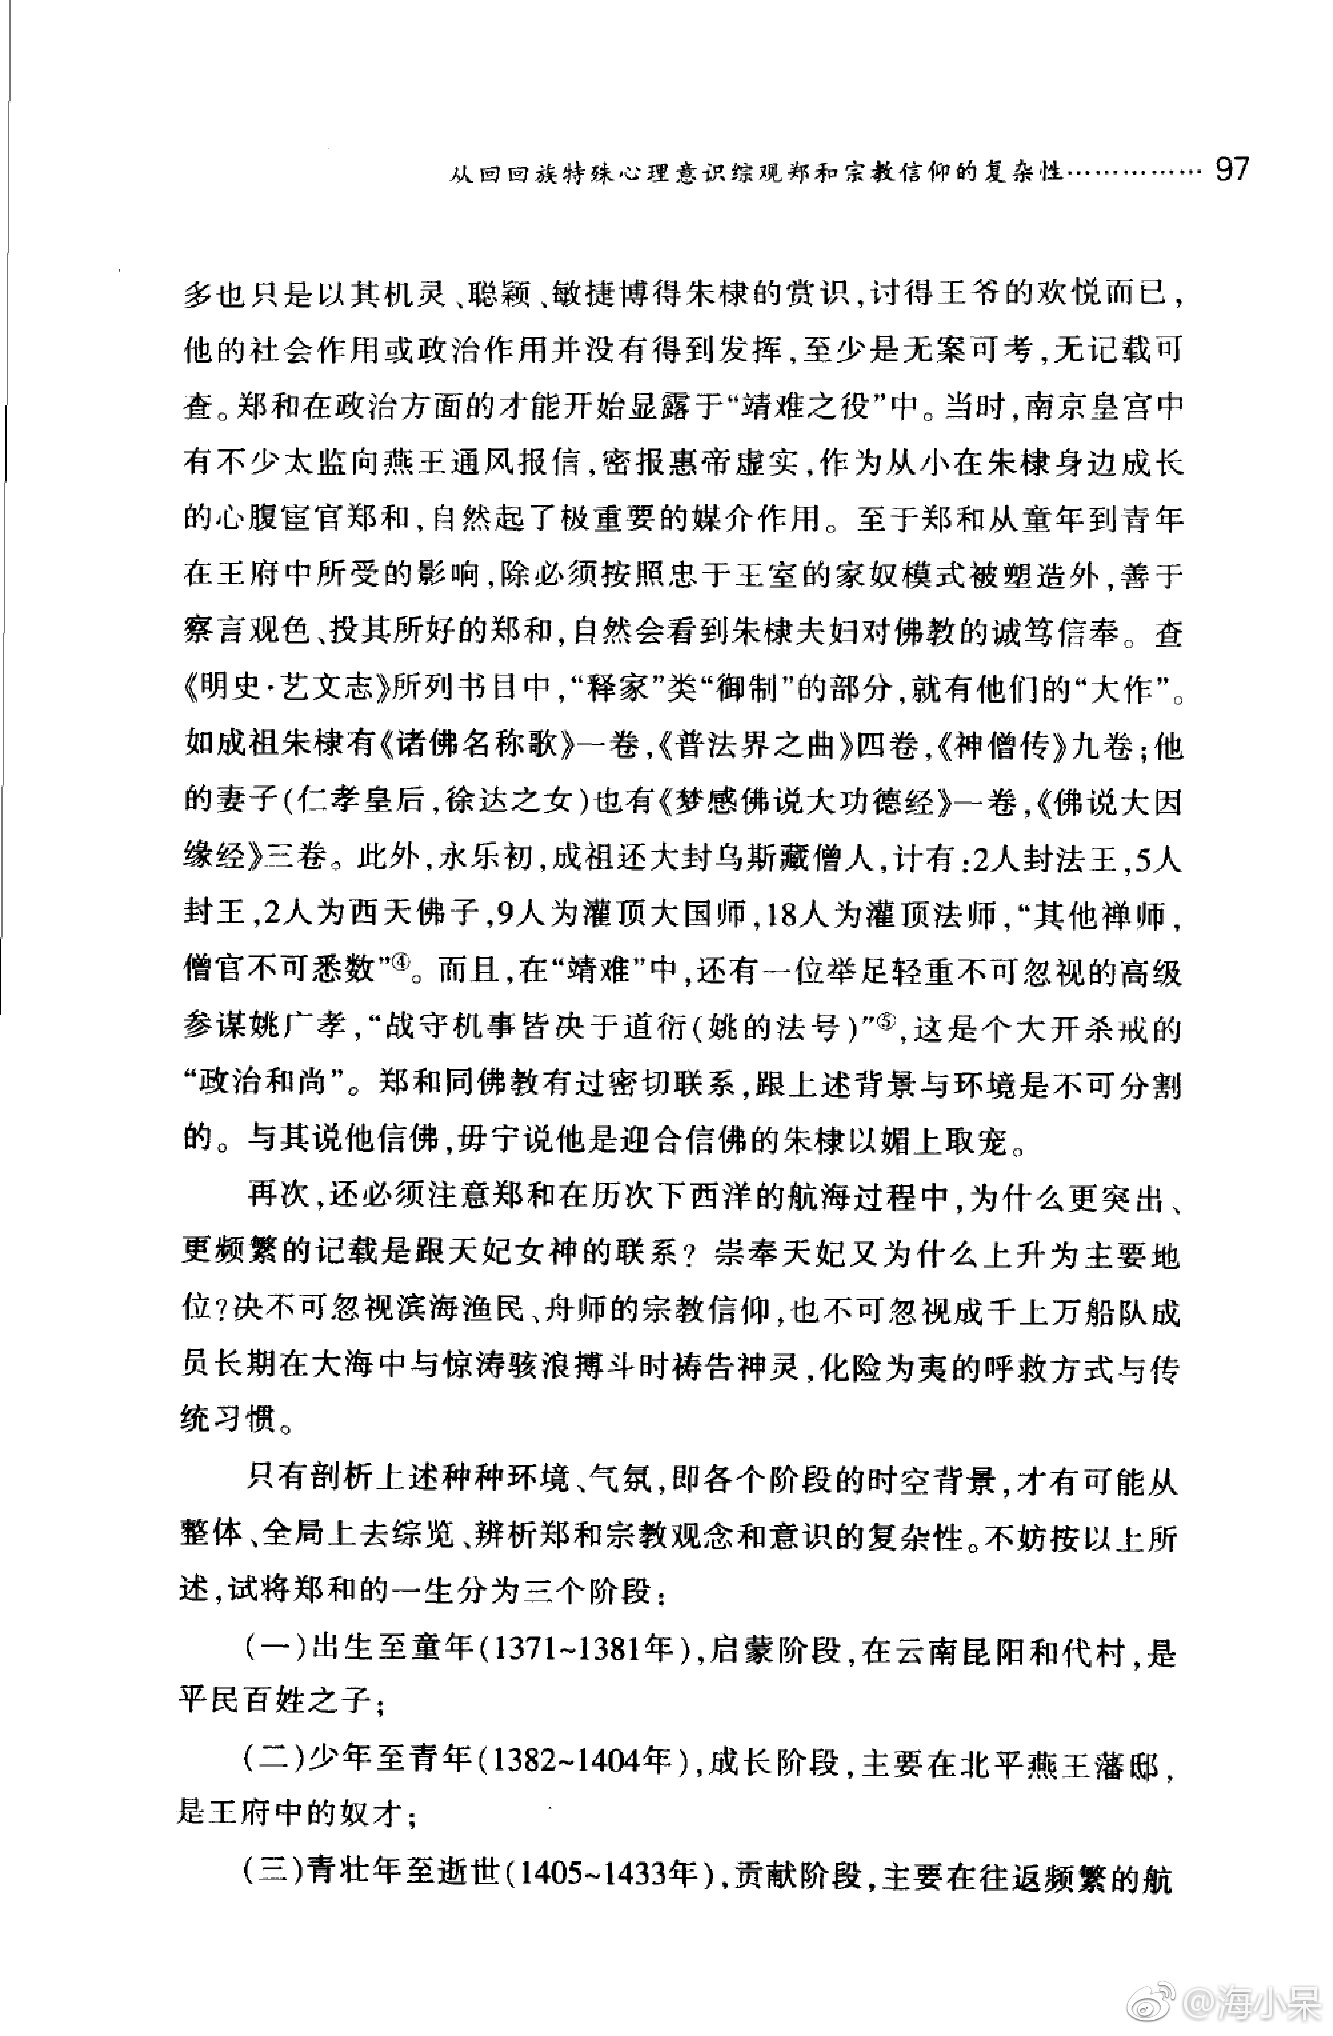 从回回族特殊心理意识综观郑和宗教信仰的复杂性…………… 97
多也只是以其机灵、聪颖、敏捷博得朱棣的赏识,讨得王爷的欢悦而已,
他的社会作用或政治作用并没有得到发挥,至少是无案可考,无记载可
查。郑和在政治方面的才能开始显露于“靖难之役”中。当时,南京皇宫中
有不少太监向燕王通风报信,密报惠帝虚实,作为从小在朱棣身边成长
的心腹宦官郑和,自然起了极重要的媒介作用。至于郑和从童年到青年
在王府中所受的影响,除必须按照忠于王室的家奴模式被塑造外,善于
察言观色、投其所好的郑和,自然会看到朱棣夫妇对佛教的诚笃信奉。查
《明史·艺文志》所列书目中,“释家”类“御制”的部分,就有他们的“大作”。
如成祖朱棣有《诸佛名称歌》一卷,《普法界之曲》四卷,《神僧传》九卷;他
的妻子(仁孝皇后,徐达之女)也有《梦感佛说大功德经》一卷,《佛说大因
缘经》三卷。此外,永乐初,成祖还大封乌斯藏僧人,计有:2人封法王,5人
封王,2人为西天佛子,9人为灌顶大国师,18人为灌顶法师,“其他禅师,
僧官不可悉数”④。而且,在“靖难”中,还有一位举足轻重不可忽视的高级
参谋姚广孝,“战守机事皆决于道衍(姚的法号)”⑤,这是个大开杀戒的
“政治和尚”。郑和同佛教有过密切联系,跟上述背景与环境是不可分割
的。与其说他信佛,毋宁说他是迎合信佛的朱棣以媚上取宠。
再次,还必须注意郑和在历次下西洋的航海过程中,为什么更突出、
更频繁的记载是跟天妃女神的联系?崇奉天妃又为什么上升为主要地
位?决不可忽视滨海渔民、舟师的宗教信仰,也不可忽视成千上万船队成
员长期在大海中与惊涛骇浪搏斗时祷告神灵,化险为夷的呼救方式与传
统习惯。
只有剖析上述种种环境、气氛,即各个阶段的时空背景,才有可能从
整体、全局上去综览、辨析郑和宗教观念和意识的复杂性。不妨按以上所
述,试将郑和的一生分为三个阶段:
(一)出生至童年(1371~1381年),启蒙阶段,在云南昆阳和代村,是
平民百姓之子;
(二)少年至青年(1382~1404年),成长阶段,主要在北平燕王藩邸,
是王府中的奴才;
(三)青壮年至逝世(1405~1433年),贡献阶段,主要在往返频繁的航
@海小呆